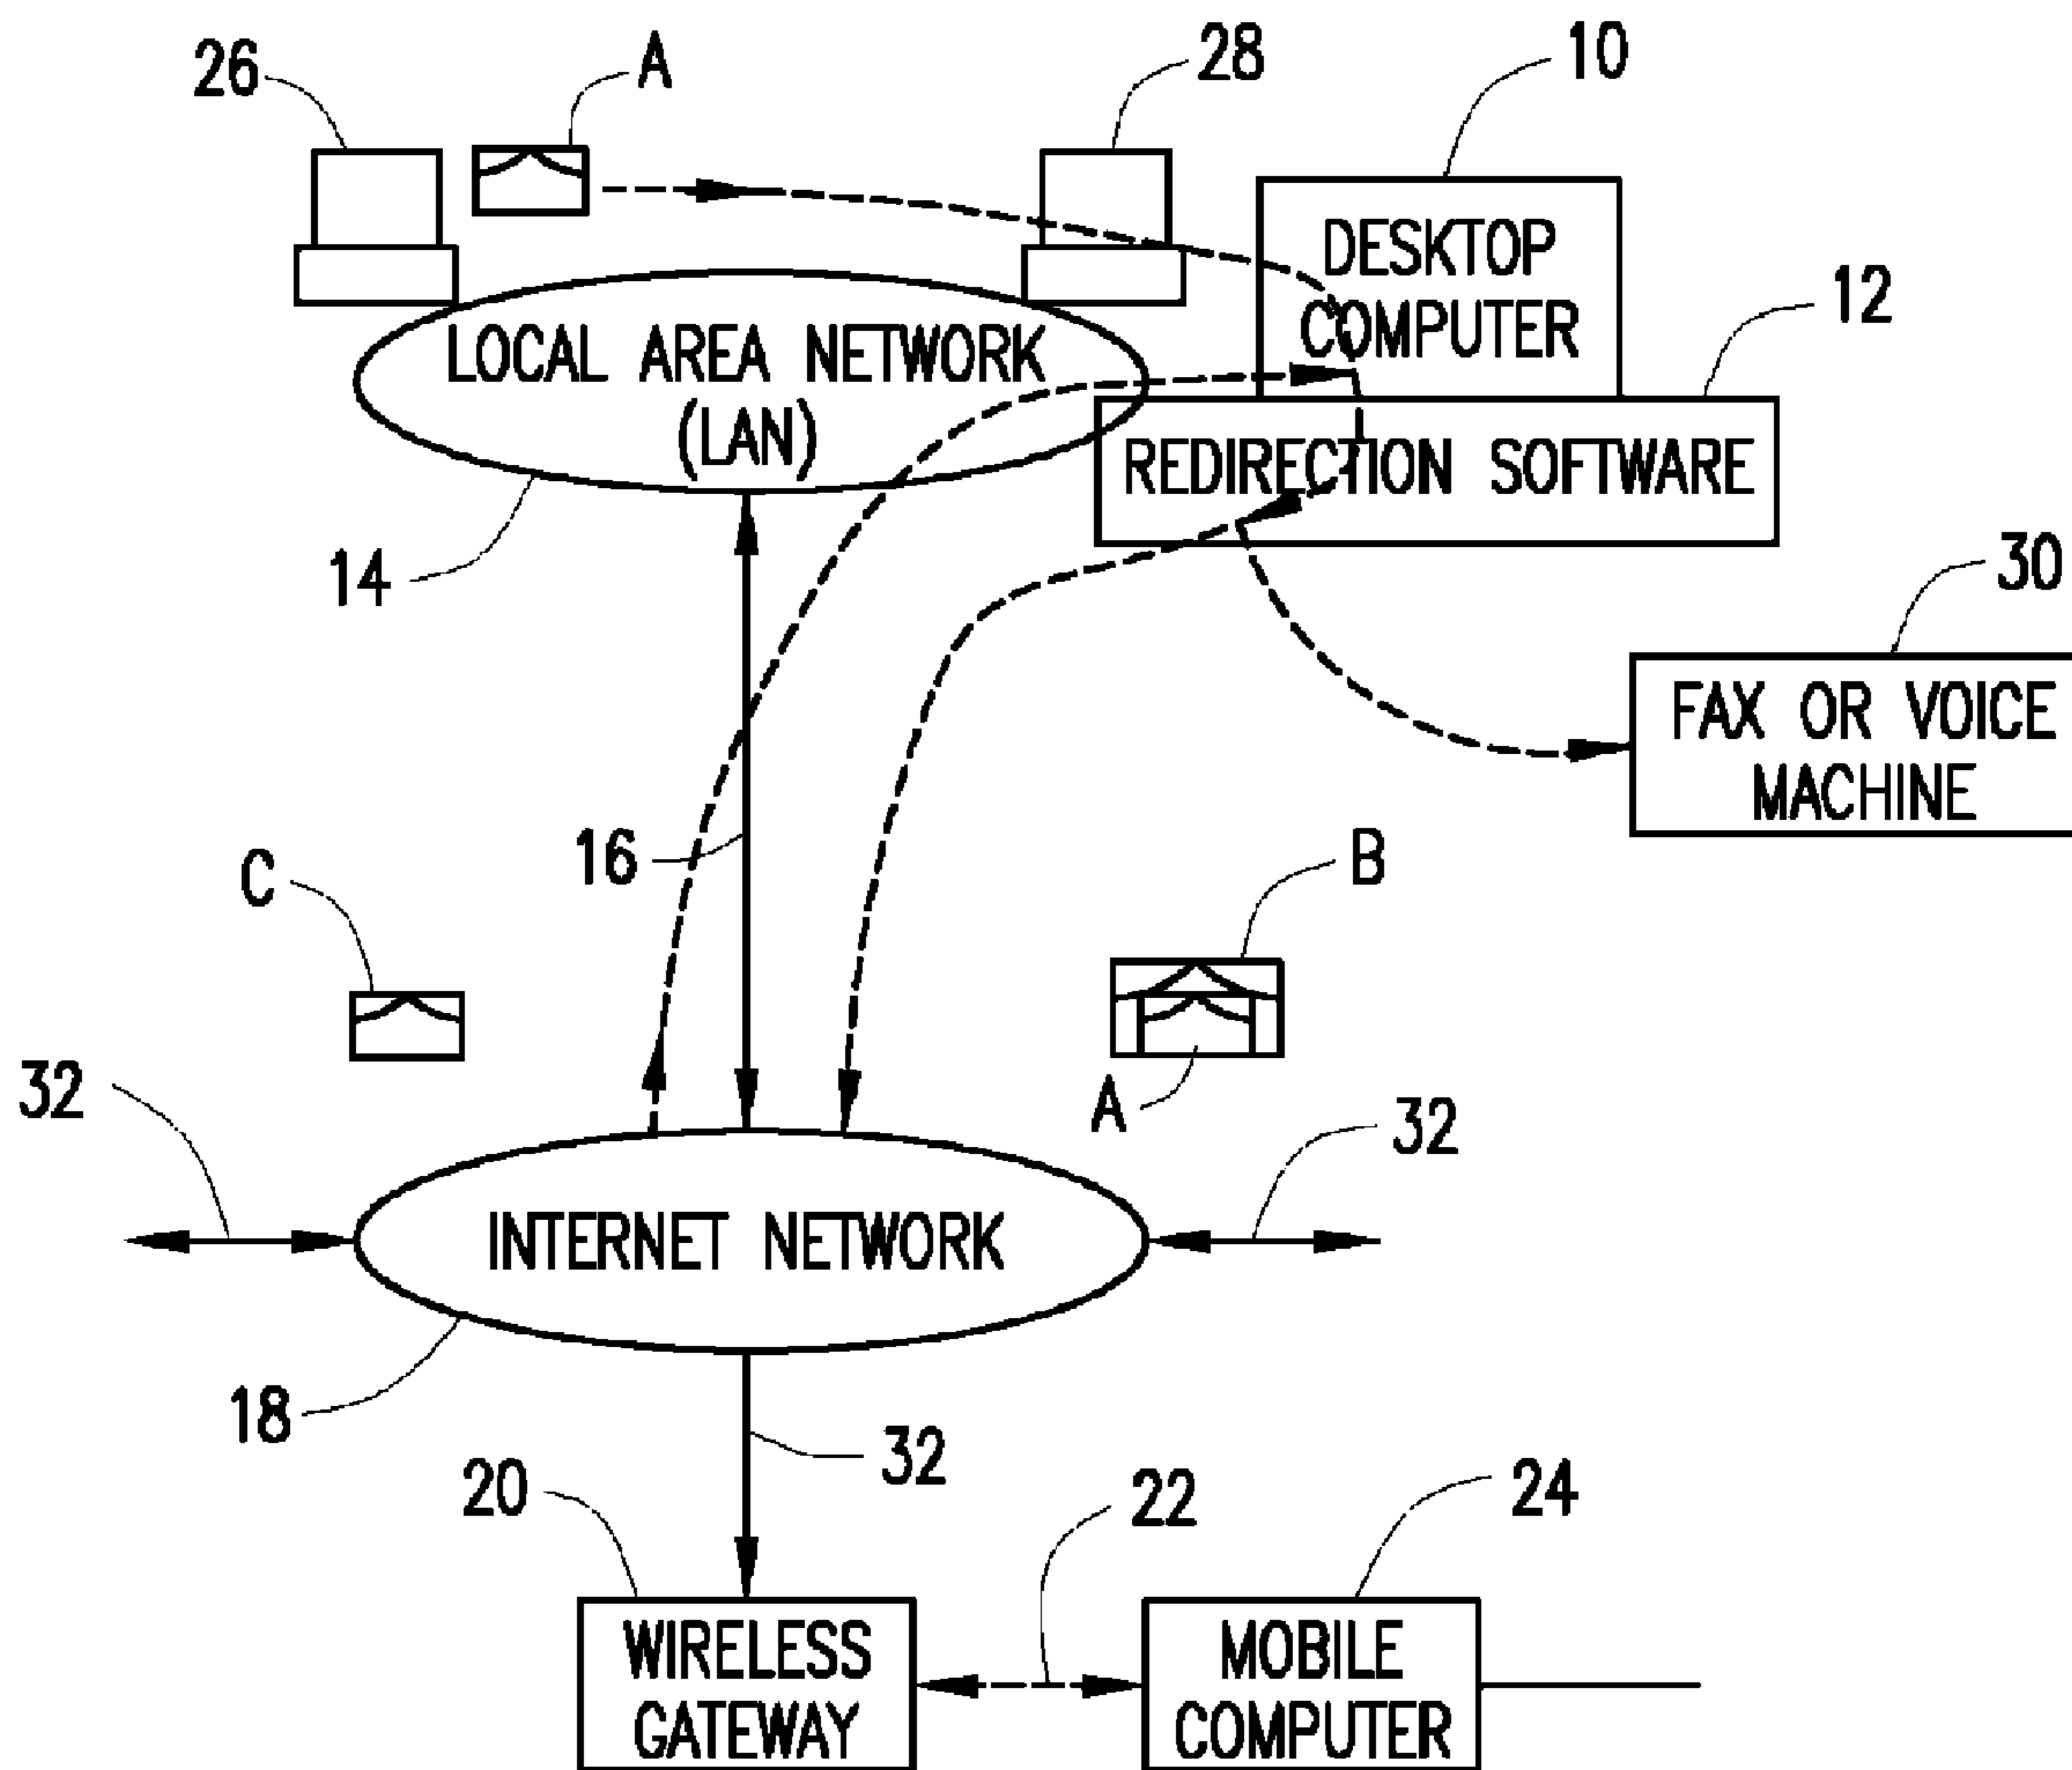 26
A
28
10
DESKTOP
COMPUTER
12
LOCAL AREA NETWORK
(LAN)
REDIRECTION SOFTWARE
14
30
FAX OR VOICE
MACHINE
16
C
B
A
32
32
INTERNET NETWORK
18
32
20
22
24
WIRELESS
GATEWAY
MOBILE
COMPUTER